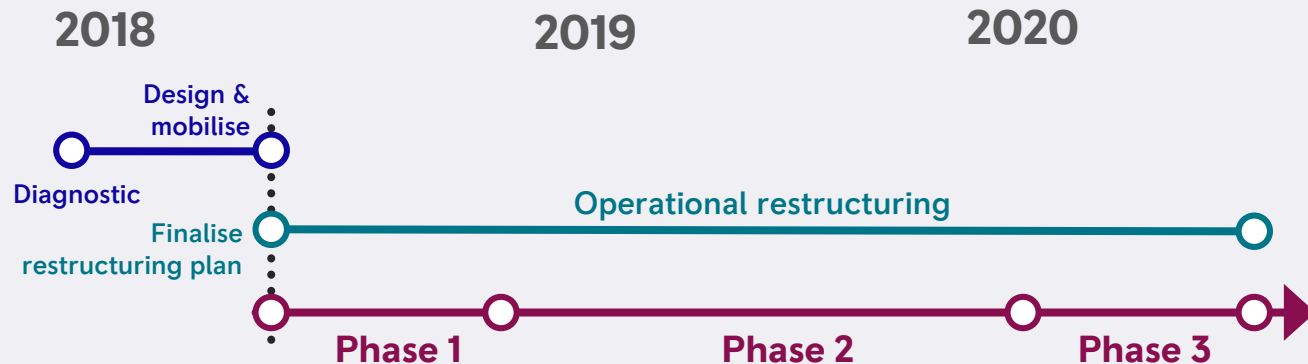 2018
2019
2020
Design &
mobilise
Diagnostic
Finalise
restructuring plan
Operational restructuring
Phase 1
Phase 2
Phase 3